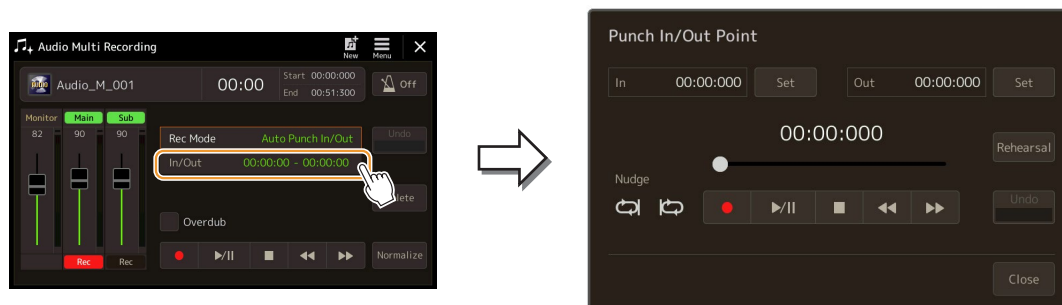 Audio Multi Recording
New
Menu
Audio_M_001
00:00
Start 00:00:000
End 00:51:300
Off
Monitor
Main
Sub
82
90
90
Rec Mode Auto Punch In/Out
Undo
In/Out 00:00:00 - 00:00:00
Overdub
Rec
Rec
Normalize
Punch In/Out Point
In 00:00:000
Set
Out 00:00:000
Set
00:00:000
Rehearsal
Nudge
Undo
Close